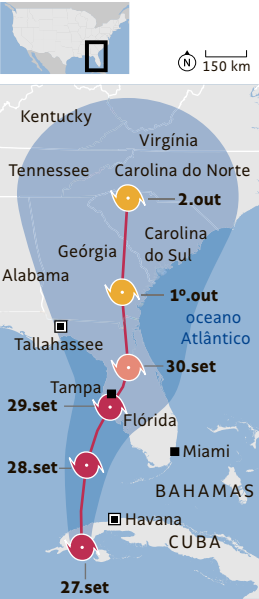 N
150 km
Kentucky
Virgínia
Tennessee
Carolina do Norte
2.out
Carolina
do Sul
Geórgia
Alabama
1º.out
oceano
Atlântico
Tallahassee
30.set
Tampa
29.set
Flórida
Miami
28.set
BAHAMAS
Havana
CUBA
27.set